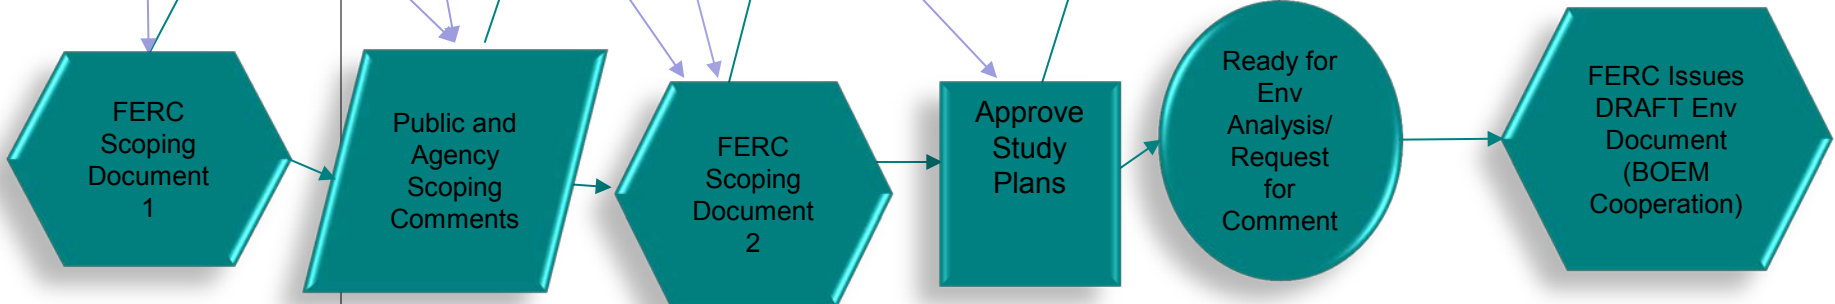 FERC
Scoping
Document
1
Public and
Agency
Scoping
Comments
FERC
Scoping
Document
2
Approve
Study
Plans
Ready for
Env
Analysis/
Request
for
Comment
FERC Issues
DRAFT Env
Document
(BOEM
Cooperation)